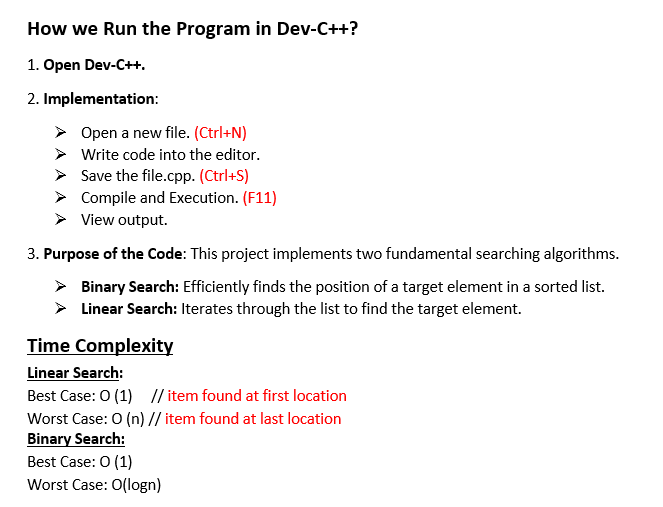 How we Run the Program in Dev-C++?
1. Open Dev-C++.
2. Implementation:
➢ Open a new file. (Ctrl+N)
➢ Write code into the editor.
➢ Save the file.cpp. (Ctrl+S)
➢ Compile and Execution. (F11)
➢ View output.
3. Purpose of the Code: This project implements two fundamental searching algorithms.
➢ Binary Search: Efficiently finds the position of a target element in a sorted list.
➢ Linear Search: Iterates through the list to find the target element.
Time Complexity
Linear Search:
Best Case: O (1) // item found at first location
Worst Case: O (n) // item found at last location
Binary Search:
Best Case: O (1)
Worst Case: O(logn)